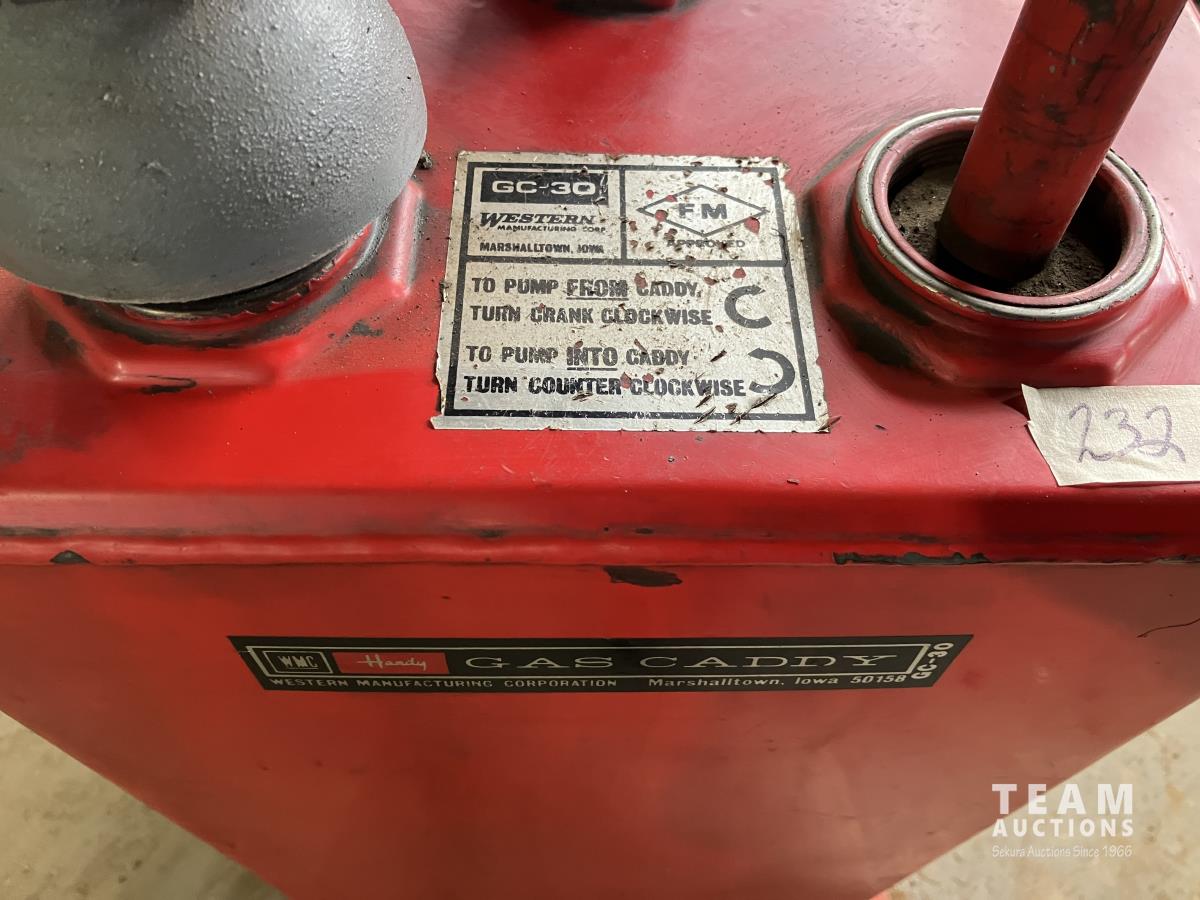 GC-30
WESTERN
MANUFACTURING CORP.
MARSHALLTOWN, IOWA
FM
APPROVED
TO PUMP FROM CADDY,
TURN CRANK CLOCKWISE
TO PUMP INTO CADDY
TURN COUNTER CLOCKWISE
232
WMC Handy GAS CADDY GC-30
WESTERN MANUFACTURING CORPORATION Marshalltown, Iowa 50158
TEAM
AUCTIONS
Sekura Auctions Since 1966